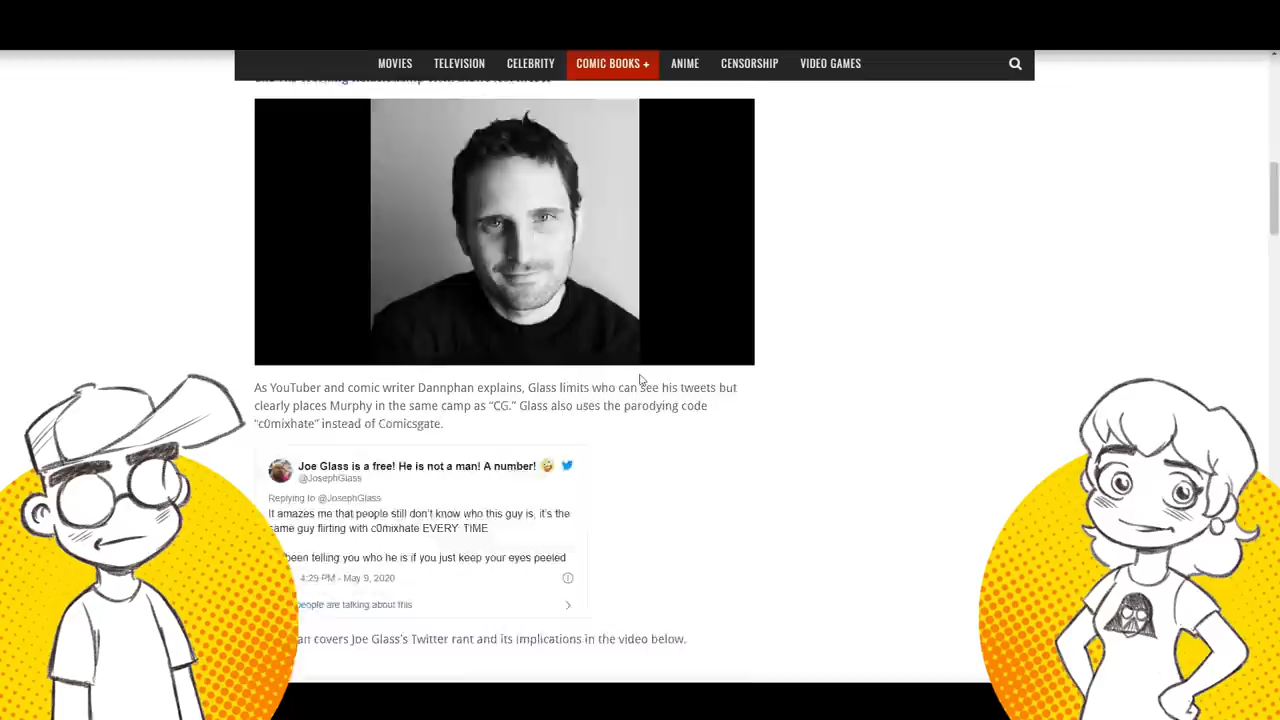 MOVIES TELEVISION CELEBRITY COMIC BOOKS + ANIME CENSORSHIP VIDEO GAMES
As YouTuber and comic writer Dannphan explains, Glass limits who can see his tweets but
clearly places Murphy in the same camp as “CG.” Glass also uses the parodying code
“c0mixhate” instead of Comicsgate.
Joe Glass is a free! He is not a man! A number!
@JosephGlass
Replying to @JosephGlass
It amazes me that people still don't know who this guy is, it's the
same guy flirting with c0mixhate EVERY TIME
been telling you who he is if you just keep your eyes peeled
4:29 PM - May 9, 2020
people are talking about this
covers Joe Glass's Twitter rant and its implications in the video below.